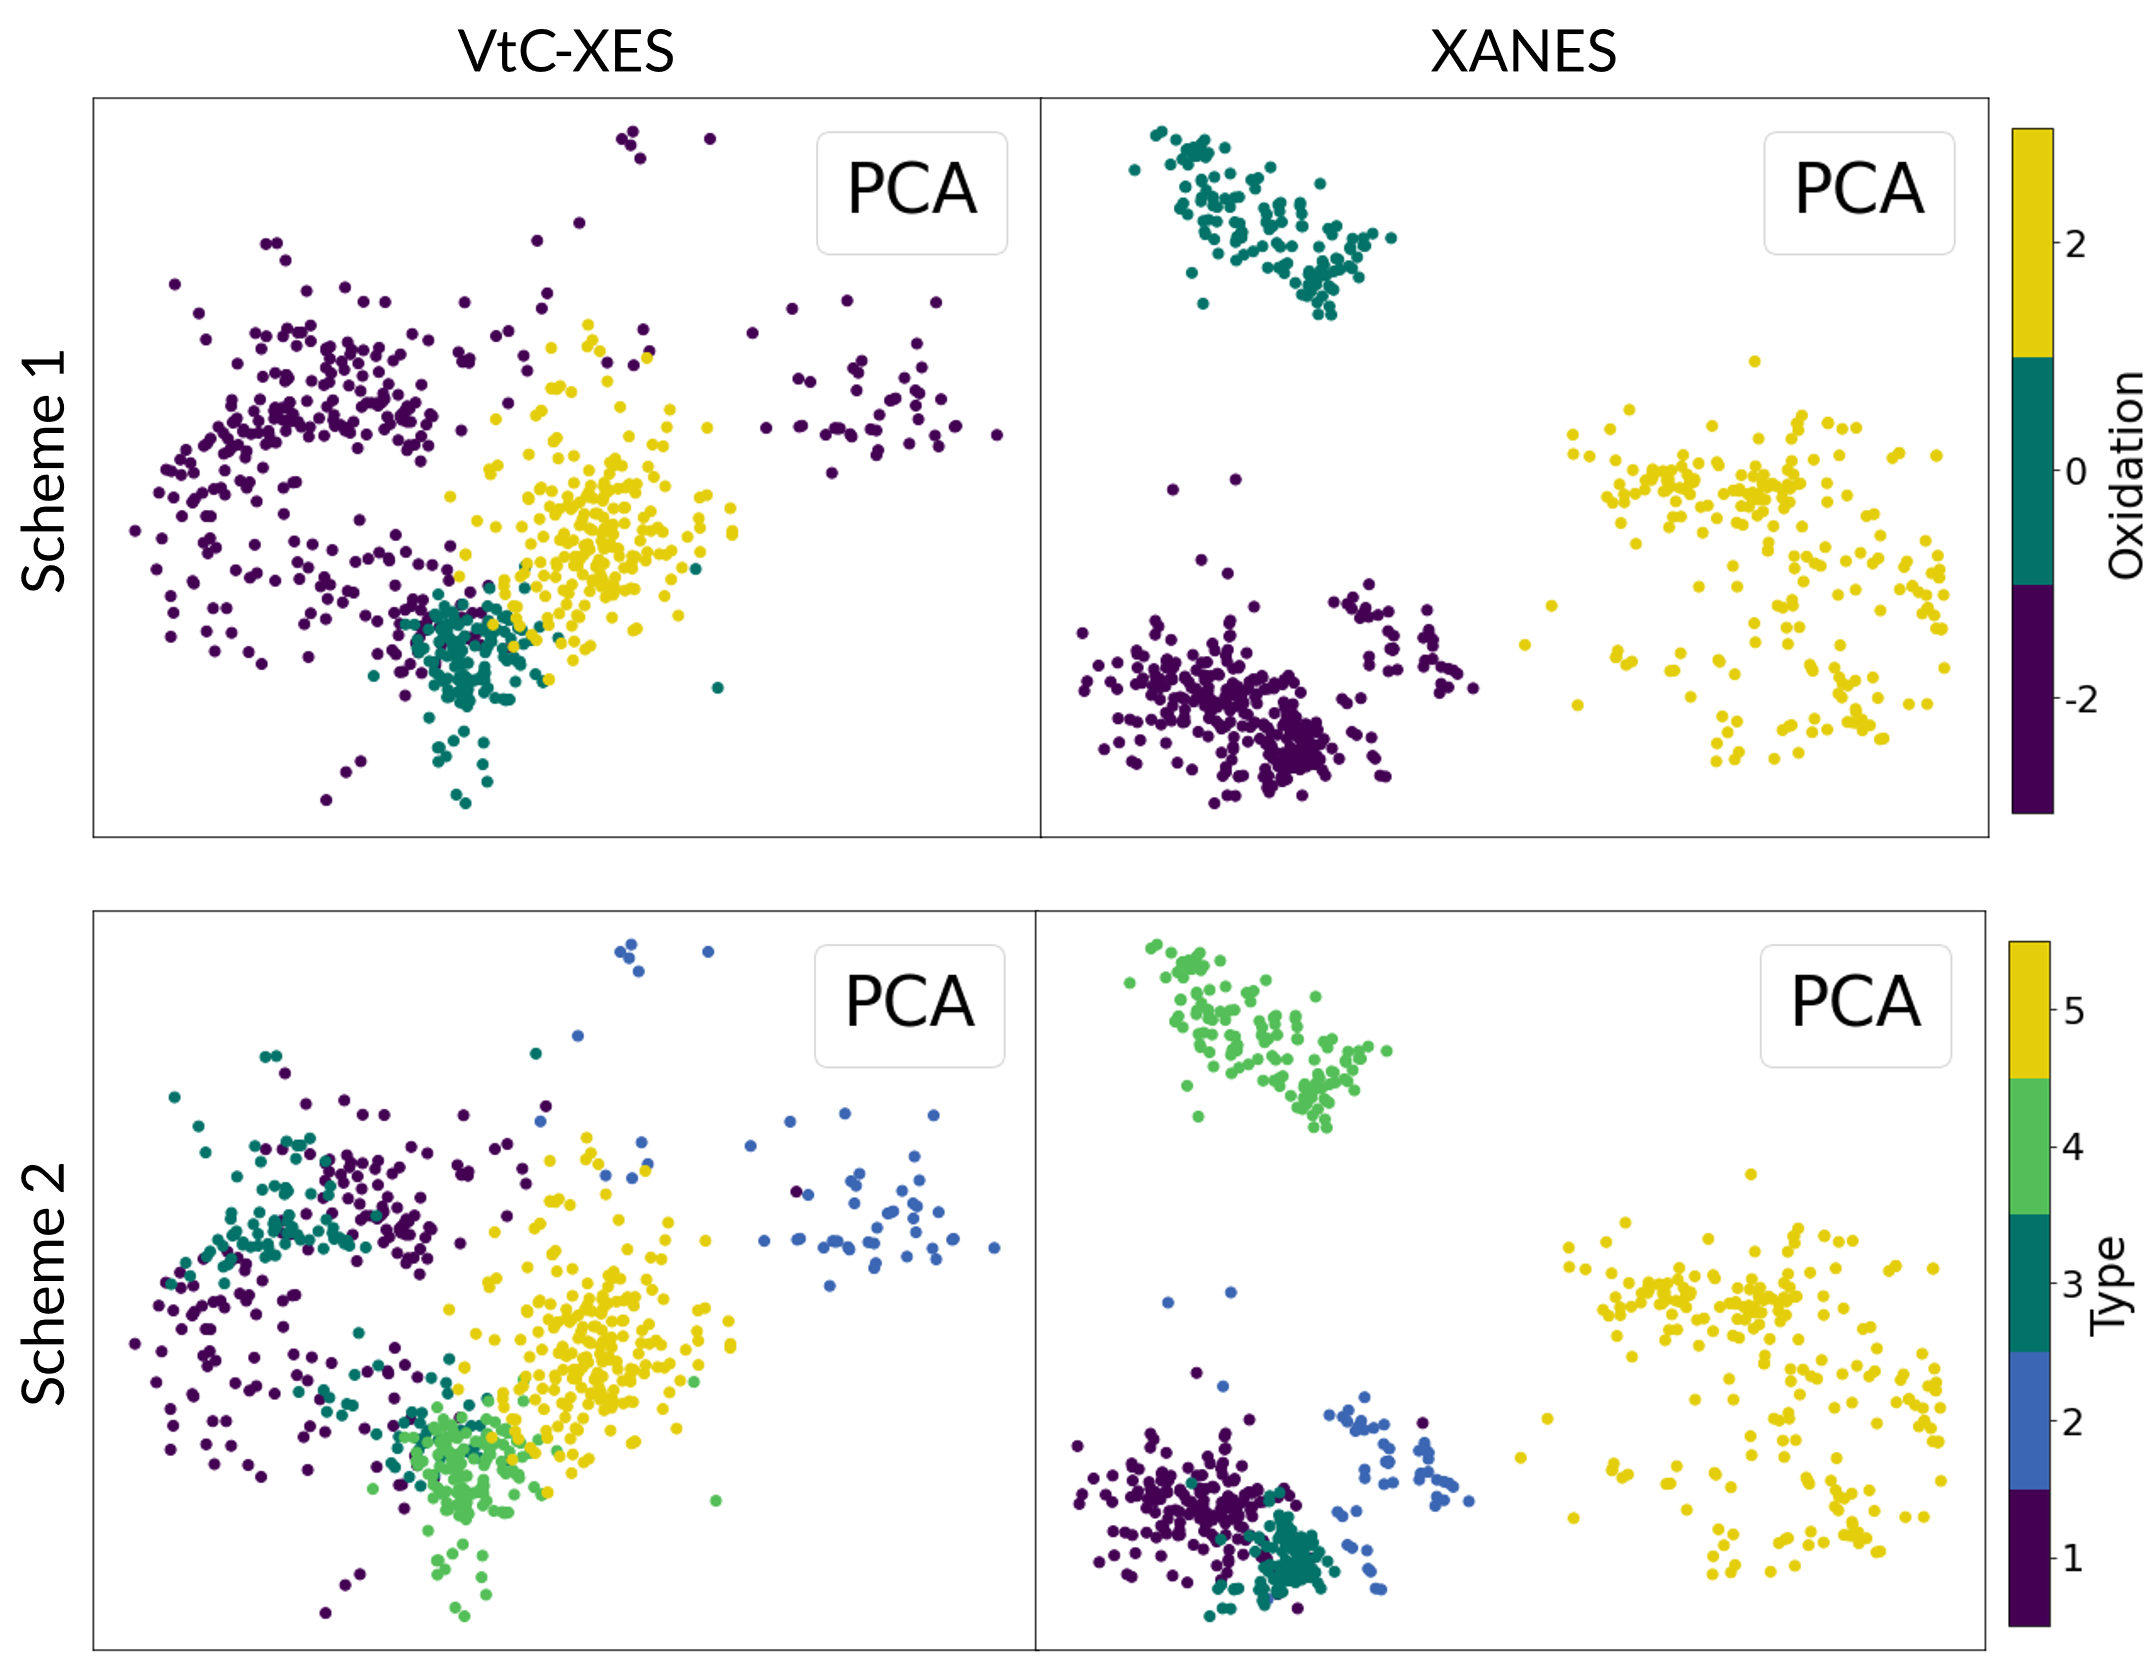 VtC-XES
XANES
Scheme 1
PCA
PCA
2
0
-2
Oxidation
Scheme 2
PCA
PCA
5
4
3
2
1
Type